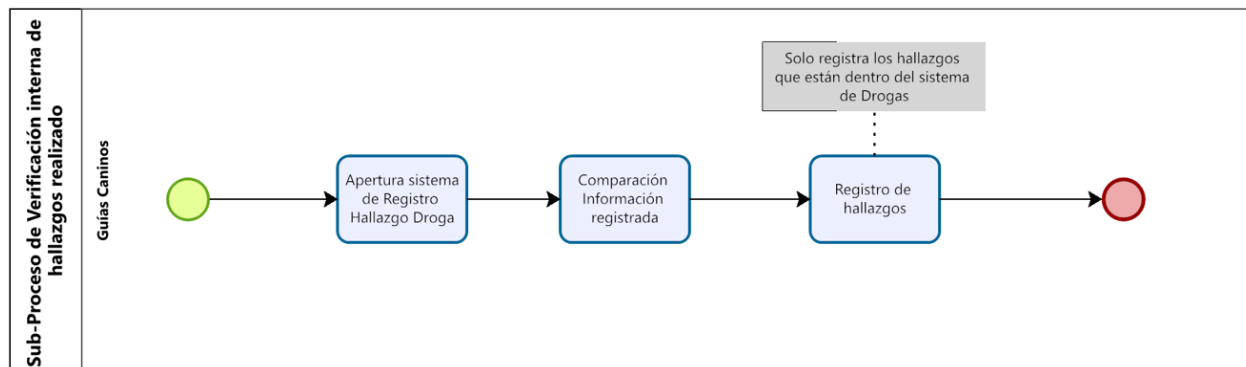 Sub-Proceso de Verificación interna de
hallazgos realizado
Guías Caninos
Apertura sistema
de Registro
Hallazgo Droga
Comparación
Información
registrada
Solo registra los hallazgos
que están dentro del sistema
de Drogas
Registro de
hallazgos